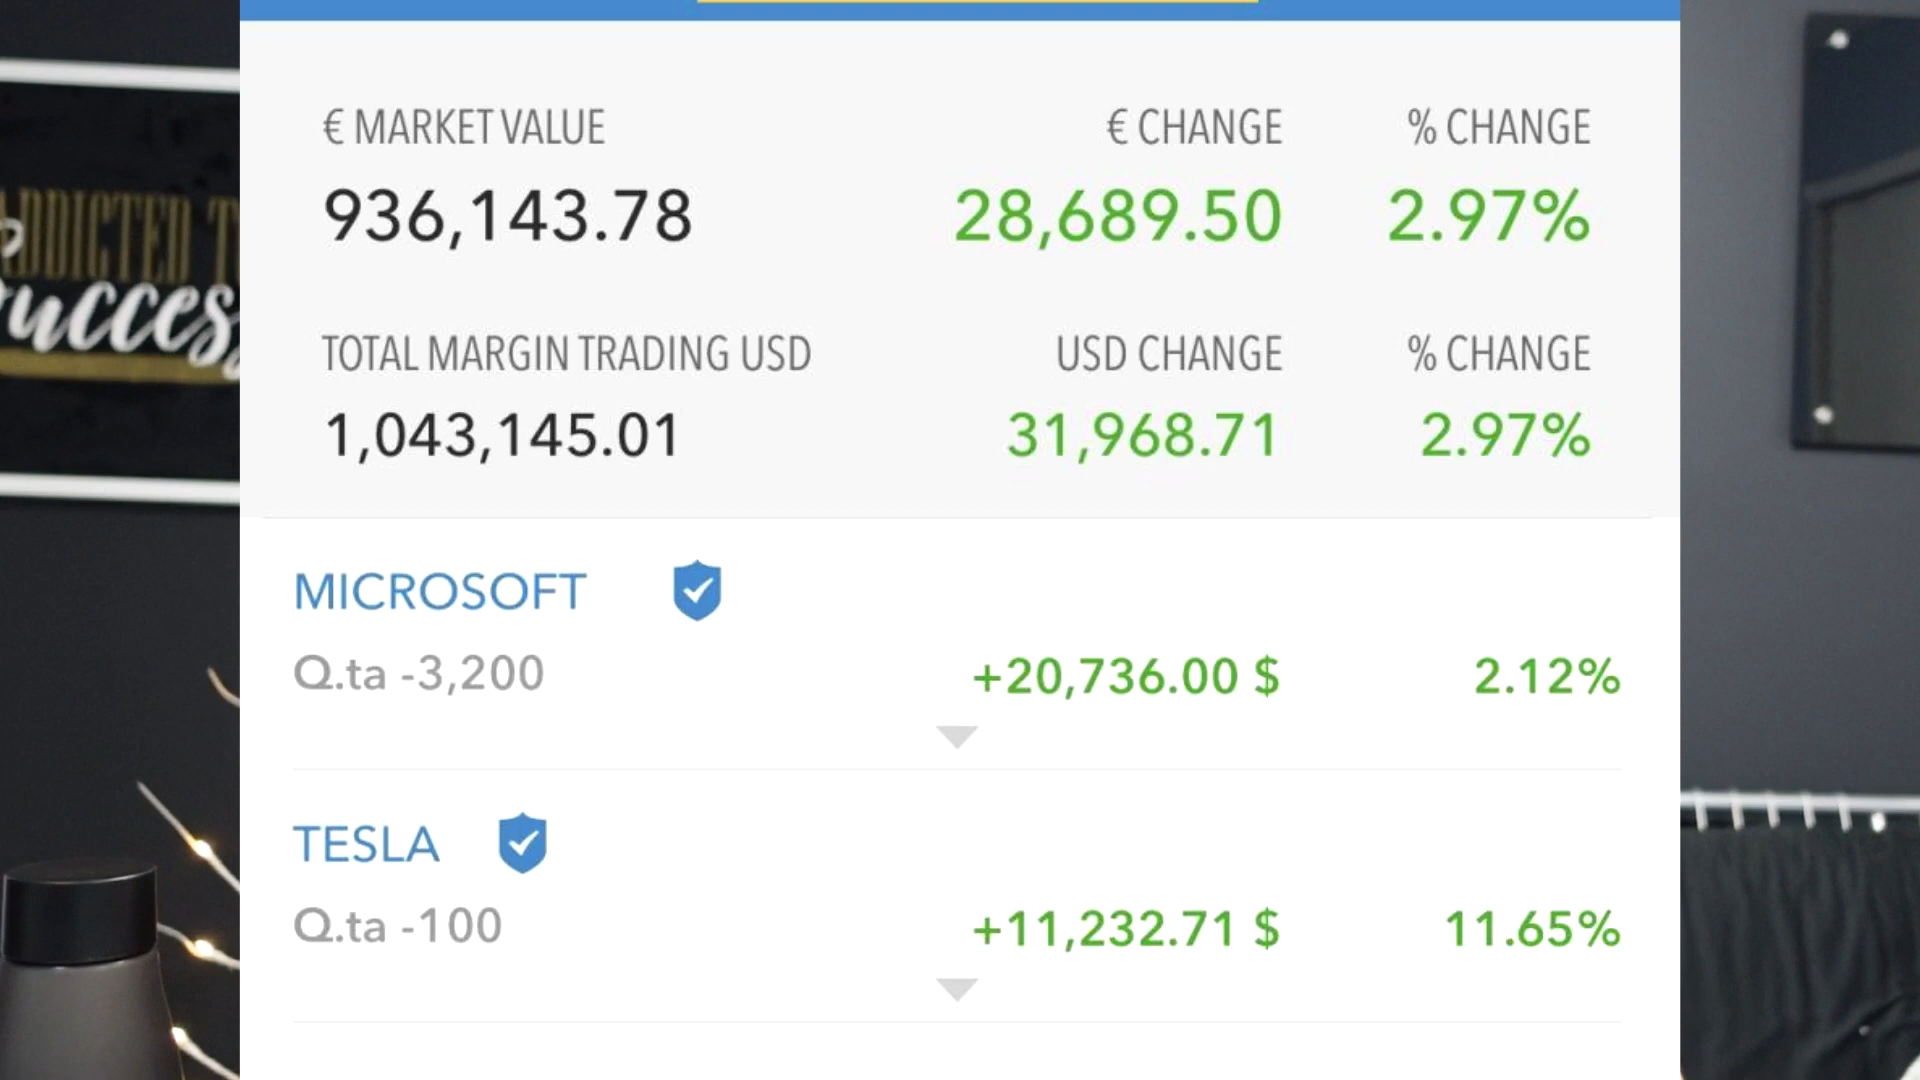 € MARKET VALUE € CHANGE % CHANGE
936,143.78 28,689.50 2.97%
TOTAL MARGIN TRADING USD USD CHANGE % CHANGE
1,043,145.01 31,968.71 2.97%
MICROSOFT
Q.ta -3,200 +20,736.00 $ 2.12%
TESLA
Q.ta -100 +11,232.71 $ 11.65%
ADDICTED T
Succes